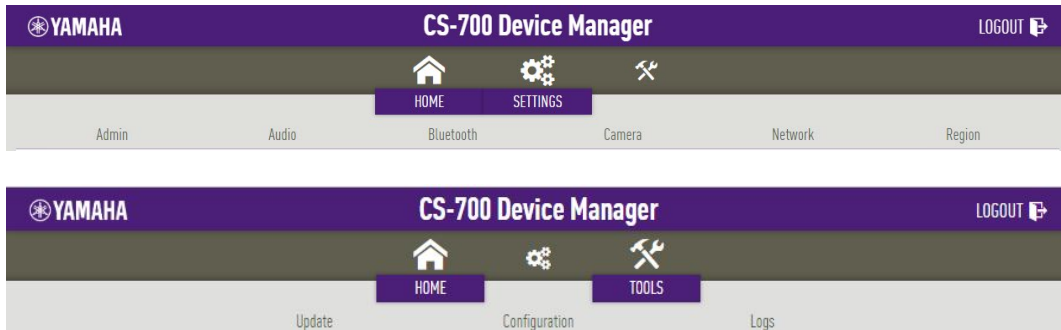 YAMAHA CS-700 Device Manager LOGOUT
HOME SETTINGS
Admin Audio Bluetooth Camera Network Region
YAMAHA CS-700 Device Manager LOGOUT
HOME TOOLS
Update Configuration Logs